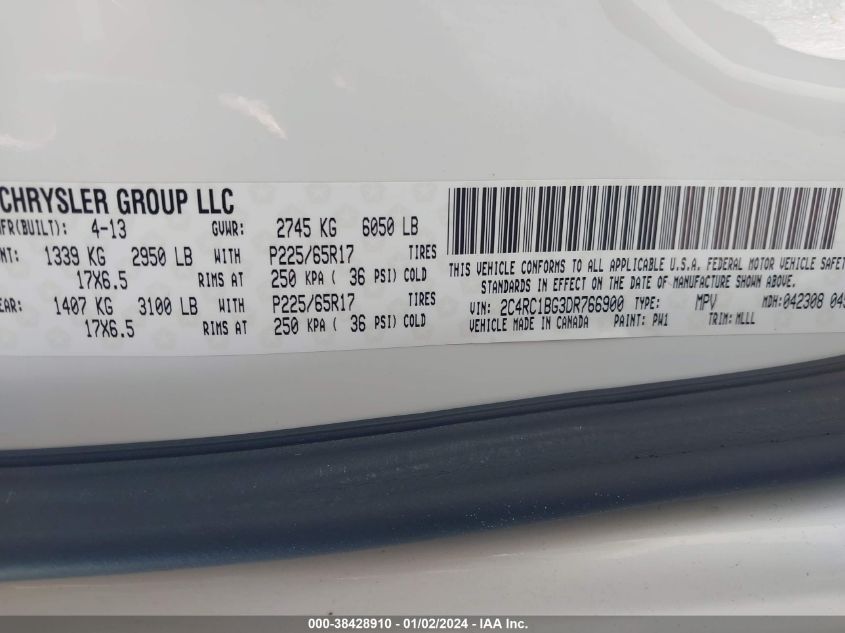 CHRYSLER GROUP LLC
MFR(BUILT): 4-13 GVWR: 2745 KG 6050 LB
NT: 1339 KG 2950 LB WITH P225/65R17 TIRES
17X6.5 RIMS AT 250 KPA ( 36 PSI) COLD
EAR: 1407 KG 3100 LB WITH P225/65R17 TIRES
17X6.5 RIMS AT 250 KPA ( 36 PSI) COLD
THIS VEHICLE CONFORMS TO ALL APPLICABLE U.S.A. FEDERAL MOTOR VEHICLE SAFET
STANDARDS IN EFFECT ON THE DATE OF MANUFACTURE SHOWN ABOVE.
VIN: 2C4RC1BG3DR766900 TYPE: MPV MDH:042308
VEHICLE MADE IN CANADA PAINT: PW1 TRIM: MLLL
000-38428910 - 01/02/2024 - IAA Inc.